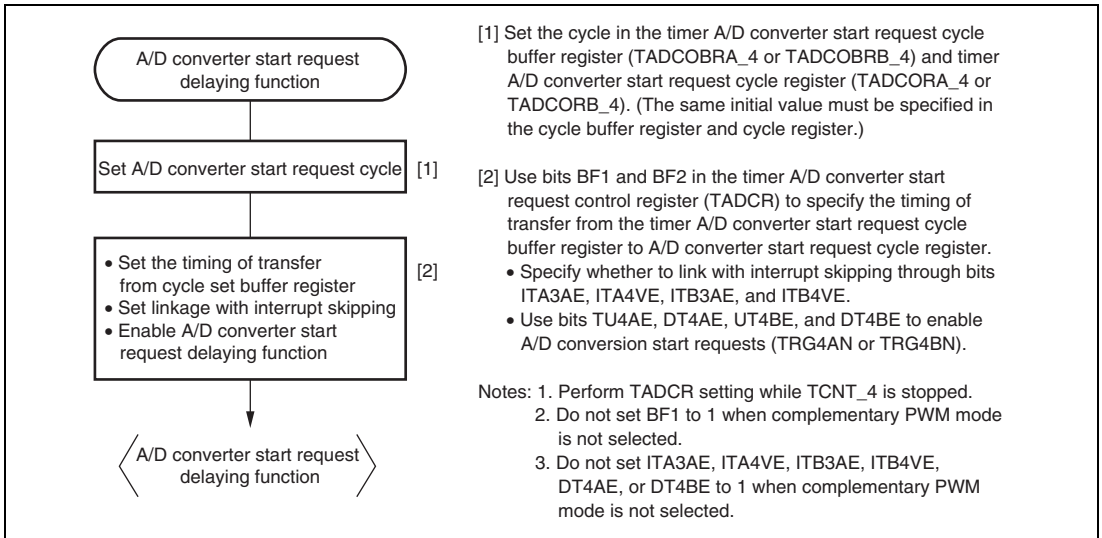 A/D converter start request
delaying function
Set A/D converter start request cycle
[1]
• Set the timing of transfer
from cycle set buffer register
• Set linkage with interrupt skipping
• Enable A/D converter start
request delaying function
[2]
A/D converter start request
delaying function
[1] Set the cycle in the timer A/D converter start request cycle
buffer register (TADCOBRA_4 or TADCOBRB_4) and timer
A/D converter start request cycle register (TADCORA_4 or
TADCORB_4). (The same initial value must be specified in
the cycle buffer register and cycle register.)
[2] Use bits BF1 and BF2 in the timer A/D converter start
request control register (TADCR) to specify the timing of
transfer from the timer A/D converter start request cycle
buffer register to A/D converter start request cycle register.
• Specify whether to link with interrupt skipping through bits
ITA3AE, ITA4VE, ITB3AE, and ITB4VE.
• Use bits TU4AE, DT4AE, UT4BE, and DT4BE to enable
A/D conversion start requests (TRG4AN or TRG4BN).
Notes: 1. Perform TADCR setting while TCNT_4 is stopped.
2. Do not set BF1 to 1 when complementary PWM mode
is not selected.
3. Do not set ITA3AE, ITA4VE, ITB3AE, ITB4VE,
DT4AE, or DT4BE to 1 when complementary PWM
mode is not selected.